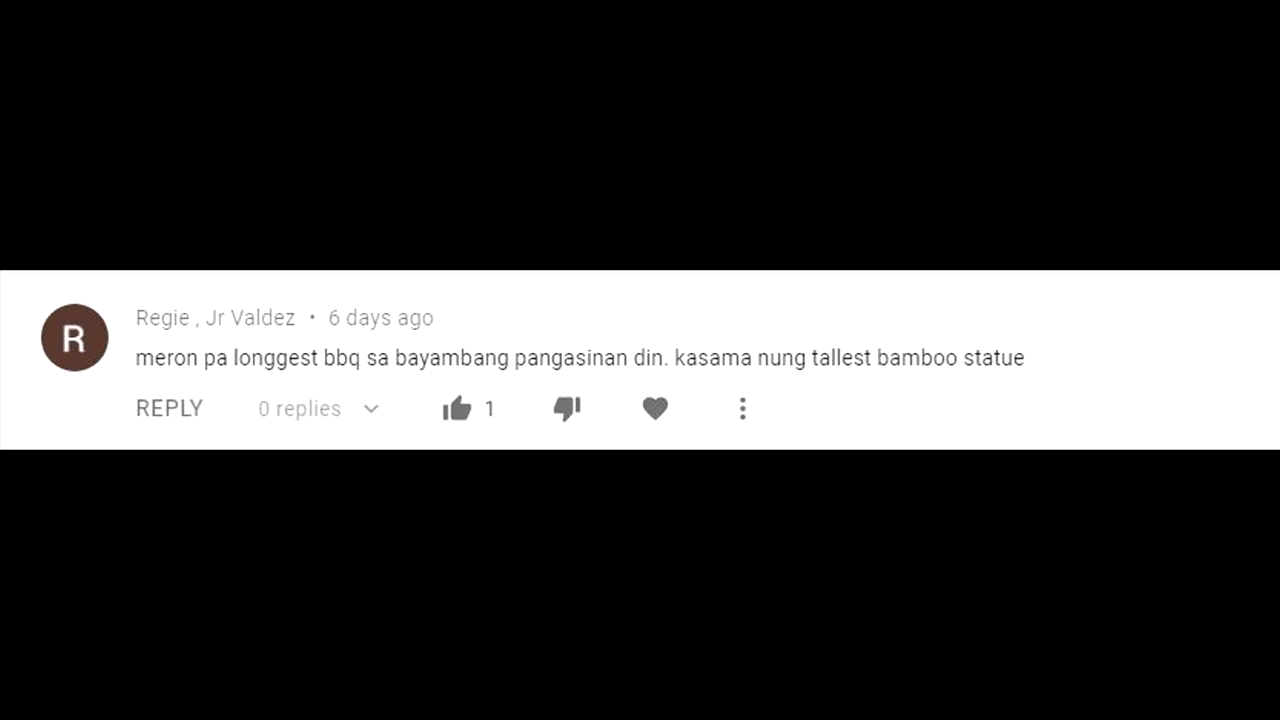 R
Regie , Jr Valdez • 6 days ago
meron pa longgest bbq sa bayambang pangasinan din. kasama nung tallest bamboo statue
REPLY 0 replies 1